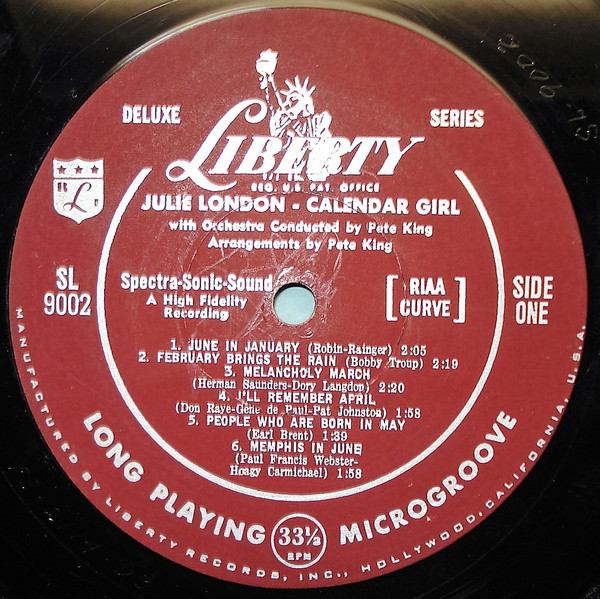 DELUXE SERIES
LIBERTY
REG. U.S. PAT. OFFICE
JULIE LONDON - CALENDAR GIRL
with Orchestra Conducted by Pete King
Arrangements by Pete King
SL
9002
Spectra-Sonic-Sound
A High Fidelity
Recording
[ RIAA
CURVE ]
SIDE
ONE
1. JUNE IN JANUARY (Robin-Rainger) 2:05
2. FEBRUARY BRINGS THE RAIN (Bobby Troup) 2:19
3. MELANCHOLY MARCH
(Herman Saunders-Dory Langdon) 2:20
4. I'LL REMEMBER APRIL
(Don Raye-Gene de Paul-Pat Johnston) 1:58
5. PEOPLE WHO ARE BORN IN MAY
(Earl Brent) 1:39
6. MEMPHIS IN JUNE
(Paul Francis Webster-
Hoagy Carmichael) 1:58
LONG PLAYING 33⅓ RPM MICROGROOVE
MANUFACTURED BY LIBERTY RECORDS, INC., HOLLYWOOD, CALIFORNIA, U.S.A.